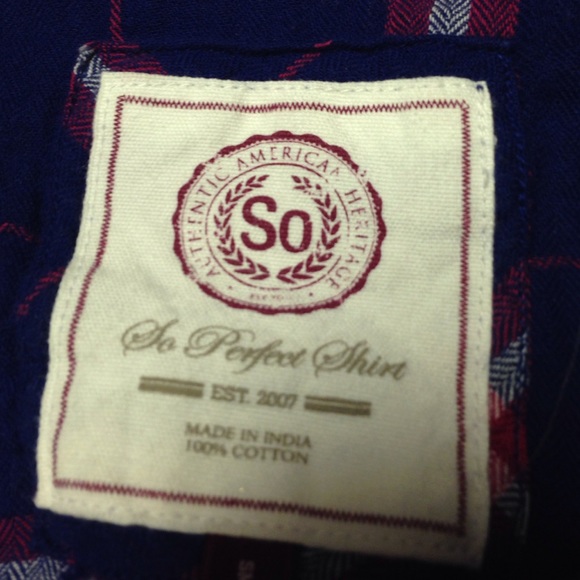 AUTHENTIC AMERICAN HERITAGE
So
So Perfect Shirt
EST. 2007
MADE IN INDIA
100% COTTON